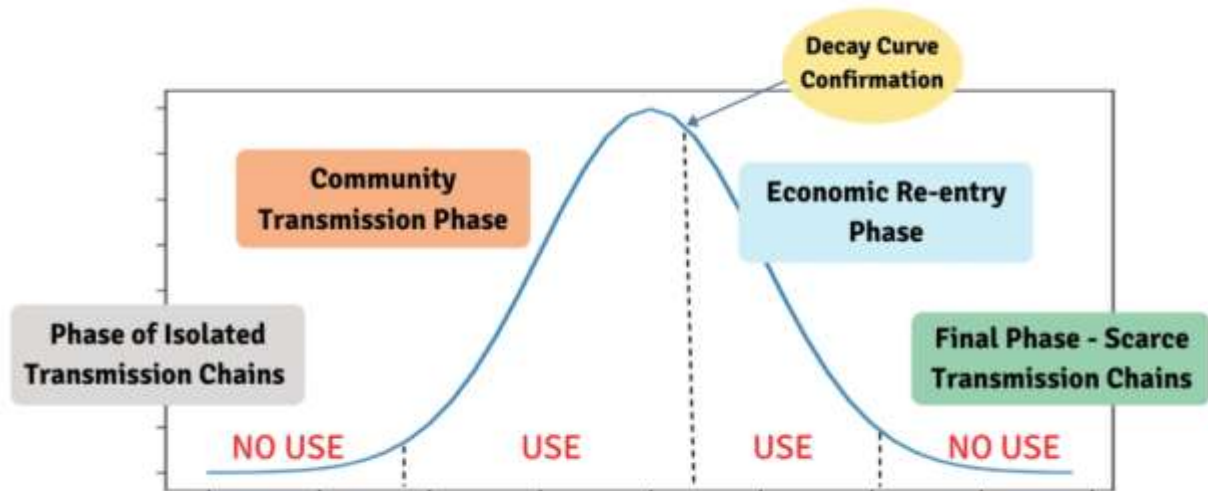 Decay Curve
Confirmation
Community
Transmission Phase
Economic Re-entry
Phase
Phase of Isolated
Transmission Chains
Final Phase - Scarce
Transmission Chains
NO USE
USE
USE
NO USE